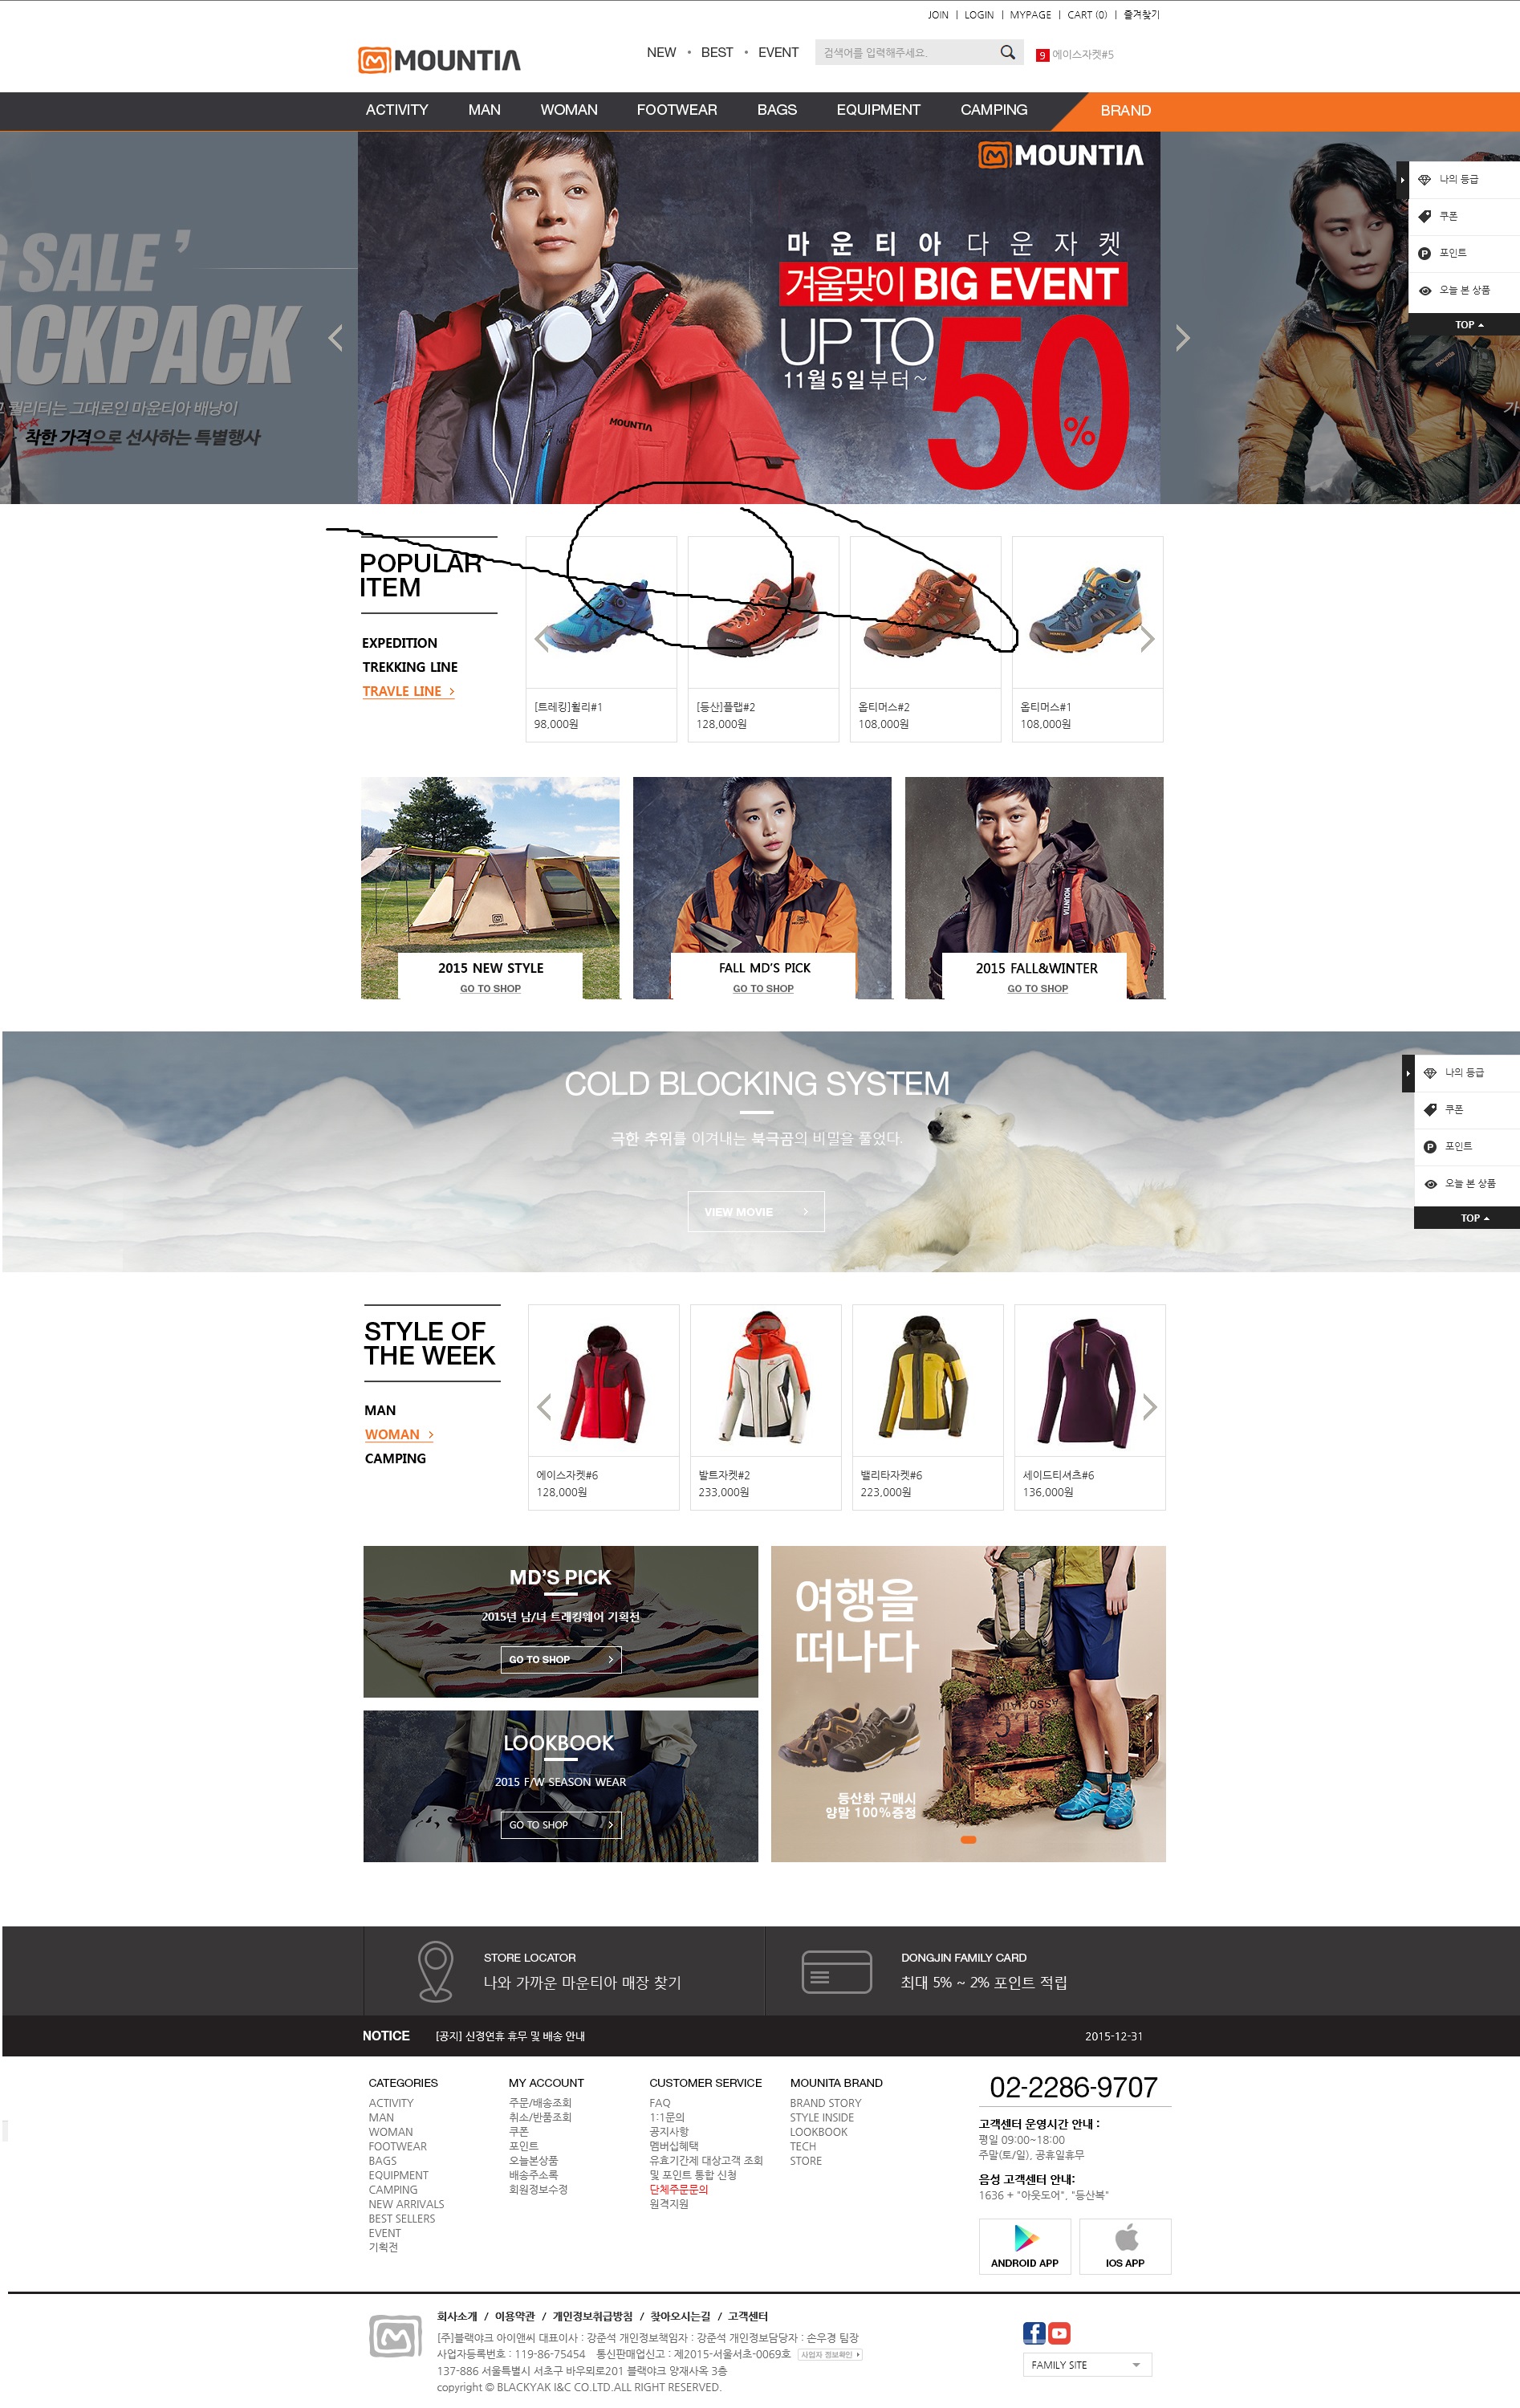 JOIN | LOGIN | MYPAGE | CART (0) | 즐겨찾기
MOUNTIA
NEW • BEST • EVENT
검색어를 입력해주세요.
9 에이스자켓#5
ACTIVITY MAN WOMAN FOOTWEAR BAGS EQUIPMENT CAMPING BRAND
SALE '
ACKPACK
퀄리티는 그대로인 마운티아 배낭이
착한 가격으로 선사하는 특별행사
MOUNTIA
마운티아 다운자켓
겨울맞이 BIG EVENT
UP TO 50%
11월 5일부터~
MOUNTIA
가
나의 등급
쿠폰
포인트
오늘 본 상품
TOP
POPULAR
ITEM
EXPEDITION
TREKKING LINE
TRAVLE LINE >
[트레킹]휠리#1
98,000원
[등산]플랩#2
128,000원
옵티머스#2
108,000원
옵티머스#1
108,000원
2015 NEW STYLE
GO TO SHOP
FALL MD'S PICK
GO TO SHOP
2015 FALL&WINTER
GO TO SHOP
COLD BLOCKING SYSTEM
극한 추위를 이겨내는 북극곰의 비밀을 풀었다.
VIEW MOVIE >
나의 등급
쿠폰
포인트
오늘 본 상품
TOP
STYLE OF
THE WEEK
MAN
WOMAN >
CAMPING
에이스자켓#6
128,000원
발트자켓#2
233,000원
밸리타자켓#6
223,000원
세이드티셔츠#6
136,000원
MD'S PICK
2015년 남/녀 트래킹웨어 기획전
GO TO SHOP >
LOOKBOOK
2015 F/W SEASON WEAR
GO TO SHOP >
여행을
떠나다
등산화 구매시
양말 100%증정
STORE LOCATOR
나와 가까운 마운티아 매장 찾기
DONGJIN FAMILY CARD
최대 5% ~ 2% 포인트 적립
NOTICE [공지] 신정연휴 휴무 및 배송 안내 2015-12-31
CATEGORIES
ACTIVITY
MAN
WOMAN
FOOTWEAR
BAGS
EQUIPMENT
CAMPING
NEW ARRIVALS
BEST SELLERS
EVENT
기획전
MY ACCOUNT
주문/배송조회
취소/반품조회
쿠폰
포인트
오늘본상품
배송주소록
회원정보수정
CUSTOMER SERVICE
FAQ
1:1문의
공지사항
멤버십혜택
유효기간제 대상고객 조회
및 포인트 통합 신청
단체주문문의
원격지원
MOUNITA BRAND
BRAND STORY
STYLE INSIDE
LOOKBOOK
TECH
STORE
02-2286-9707
고객센터 운영시간 안내 :
평일 09:00~18:00
주말(토/일), 공휴일휴무
음성 고객센터 안내:
1636 + "아웃도어", "등산복"
ANDROID APP
IOS APP
회사소개 / 이용약관 / 개인정보취급방침 / 찾아오시는길 / 고객센터
[주]블랙야크 아이앤씨 대표이사 : 강준석 개인정보책임자 : 강준석 개인정보담당자 : 손우경 팀장
사업자등록번호 : 119-86-75454 통신판매업신고 : 제2015-서울서초-0069호 사업자 정보확인
137-886 서울특별시 서초구 바우뫼로201 블랙야크 양재사옥 3층
copyright © BLACKYAK I&C CO.LTD.ALL RIGHT RESERVED.
FAMILY SITE